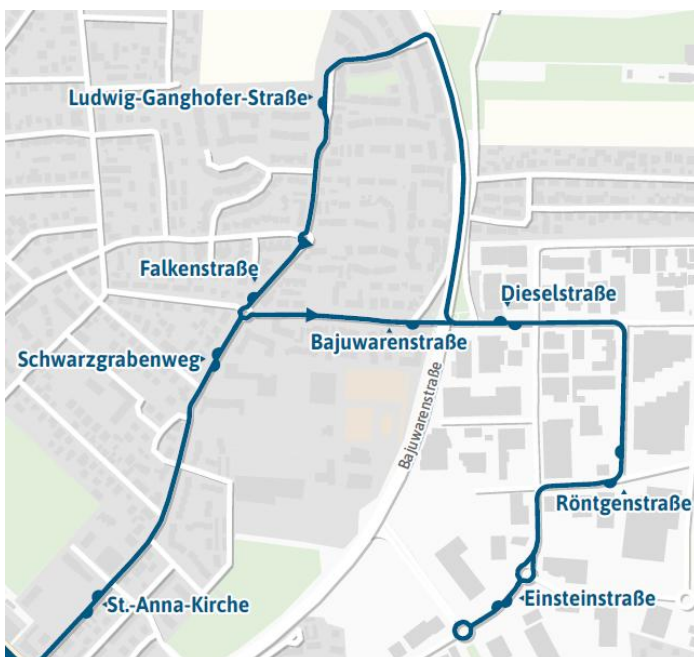 Ludwig-Ganghofer-Straße
Falkenstraße
Dieselstraße
Bajuwarenstraße
Schwarzgrabenweg
Bajuwarenstraße
Röntgenstraße
St.-Anna-Kirche
Einsteinstraße